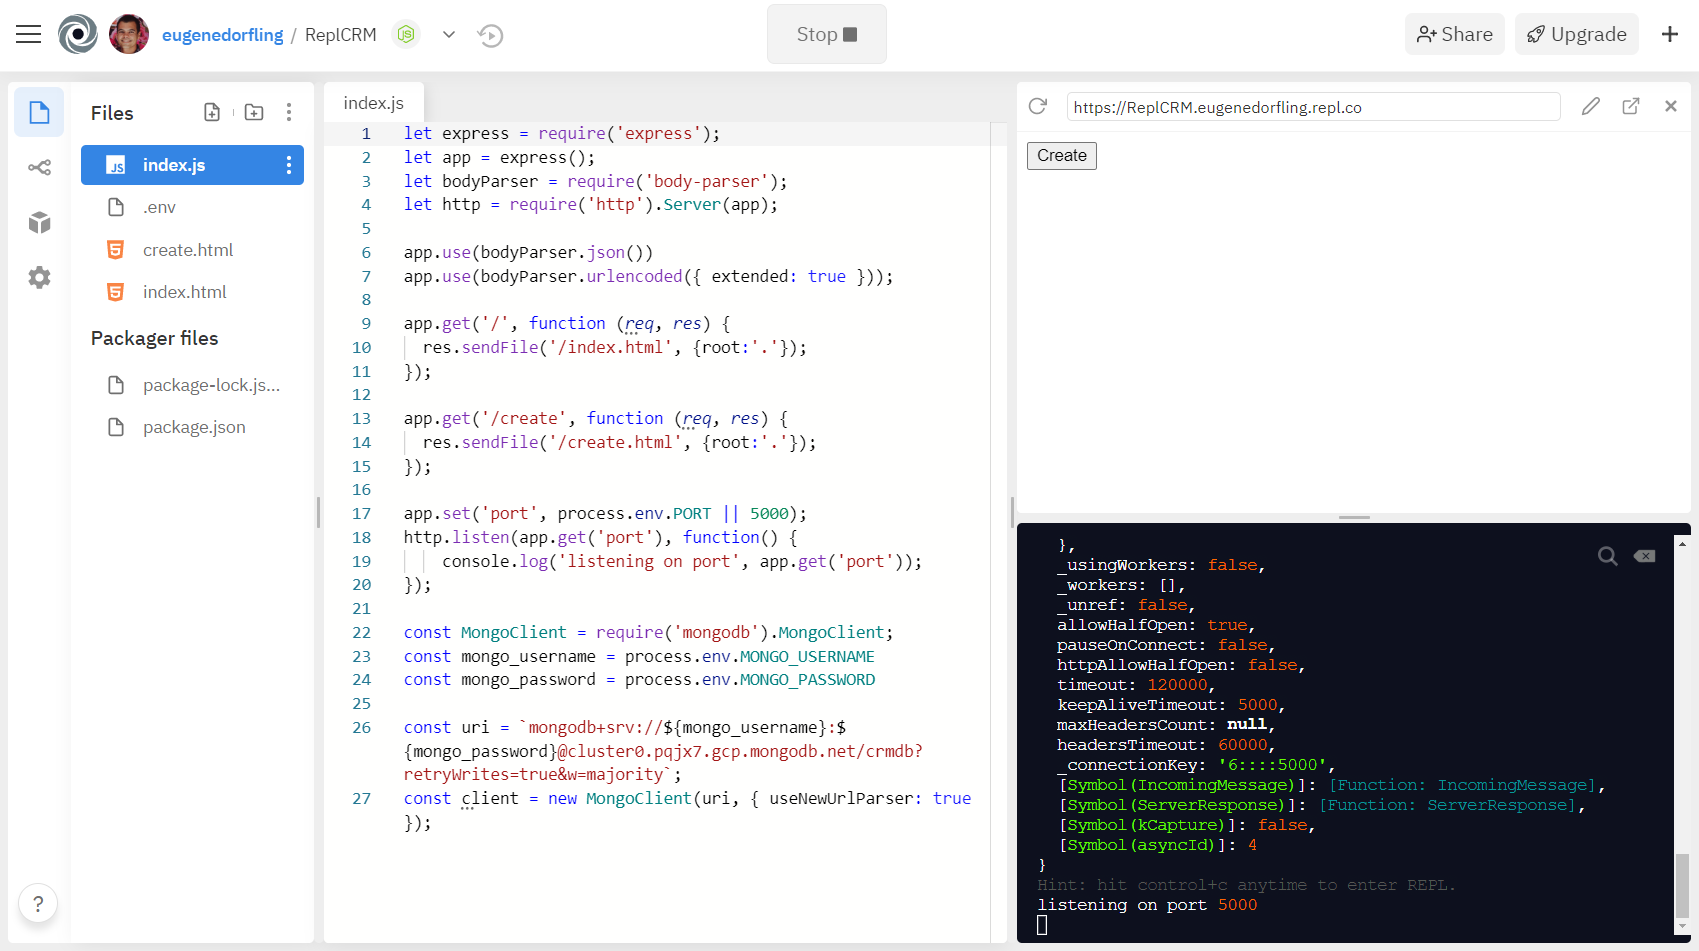 eugenedorfling / ReplCRM
Stop
Share
Upgrade
Files
JS index.js
.env
create.html
index.html
Packager files
package-lock.js...
package.json
?
index.js
1 let express = require('express');
2 let app = express();
3 let bodyParser = require('body-parser');
4 let http = require('http').Server(app);
5
6 app.use(bodyParser.json())
7 app.use(bodyParser.urlencoded({ extended: true }));
8
9 app.get('/', function (req, res) {
10 res.sendFile('/index.html', {root:'.'});
11 });
12
13 app.get('/create', function (req, res) {
14 res.sendFile('/create.html', {root:'.'});
15 });
16
17 app.set('port', process.env.PORT || 5000);
18 http.listen(app.get('port'), function() {
19 console.log('listening on port', app.get('port'));
20 });
21
22 const MongoClient = require('mongodb').MongoClient;
23 const mongo_username = process.env.MONGO_USERNAME
24 const mongo_password = process.env.MONGO_PASSWORD
25
26 const uri = `mongodb+srv://${mongo_username}:$
{mongo_password}@cluster0.pqjx7.gcp.mongodb.net/crmdb?
retryWrites=true&w=majority`;
27 const client = new MongoClient(uri, { useNewUrlParser: true
});
https://ReplCRM.eugenedorfling.repl.co
Create
},
_usingWorkers: false,
_workers: [],
_unref: false,
allowHalfOpen: true,
pauseOnConnect: false,
httpAllowHalfOpen: false,
timeout: 120000,
keepAliveTimeout: 5000,
maxHeadersCount: null,
headersTimeout: 60000,
_connectionKey: '6::::5000',
[Symbol(IncomingMessage)]: [Function: IncomingMessage],
[Symbol(ServerResponse)]: [Function: ServerResponse],
[Symbol(kCapture)]: false,
[Symbol(asyncId)]: 4
}
Hint: hit control+c anytime to enter REPL.
listening on port 5000